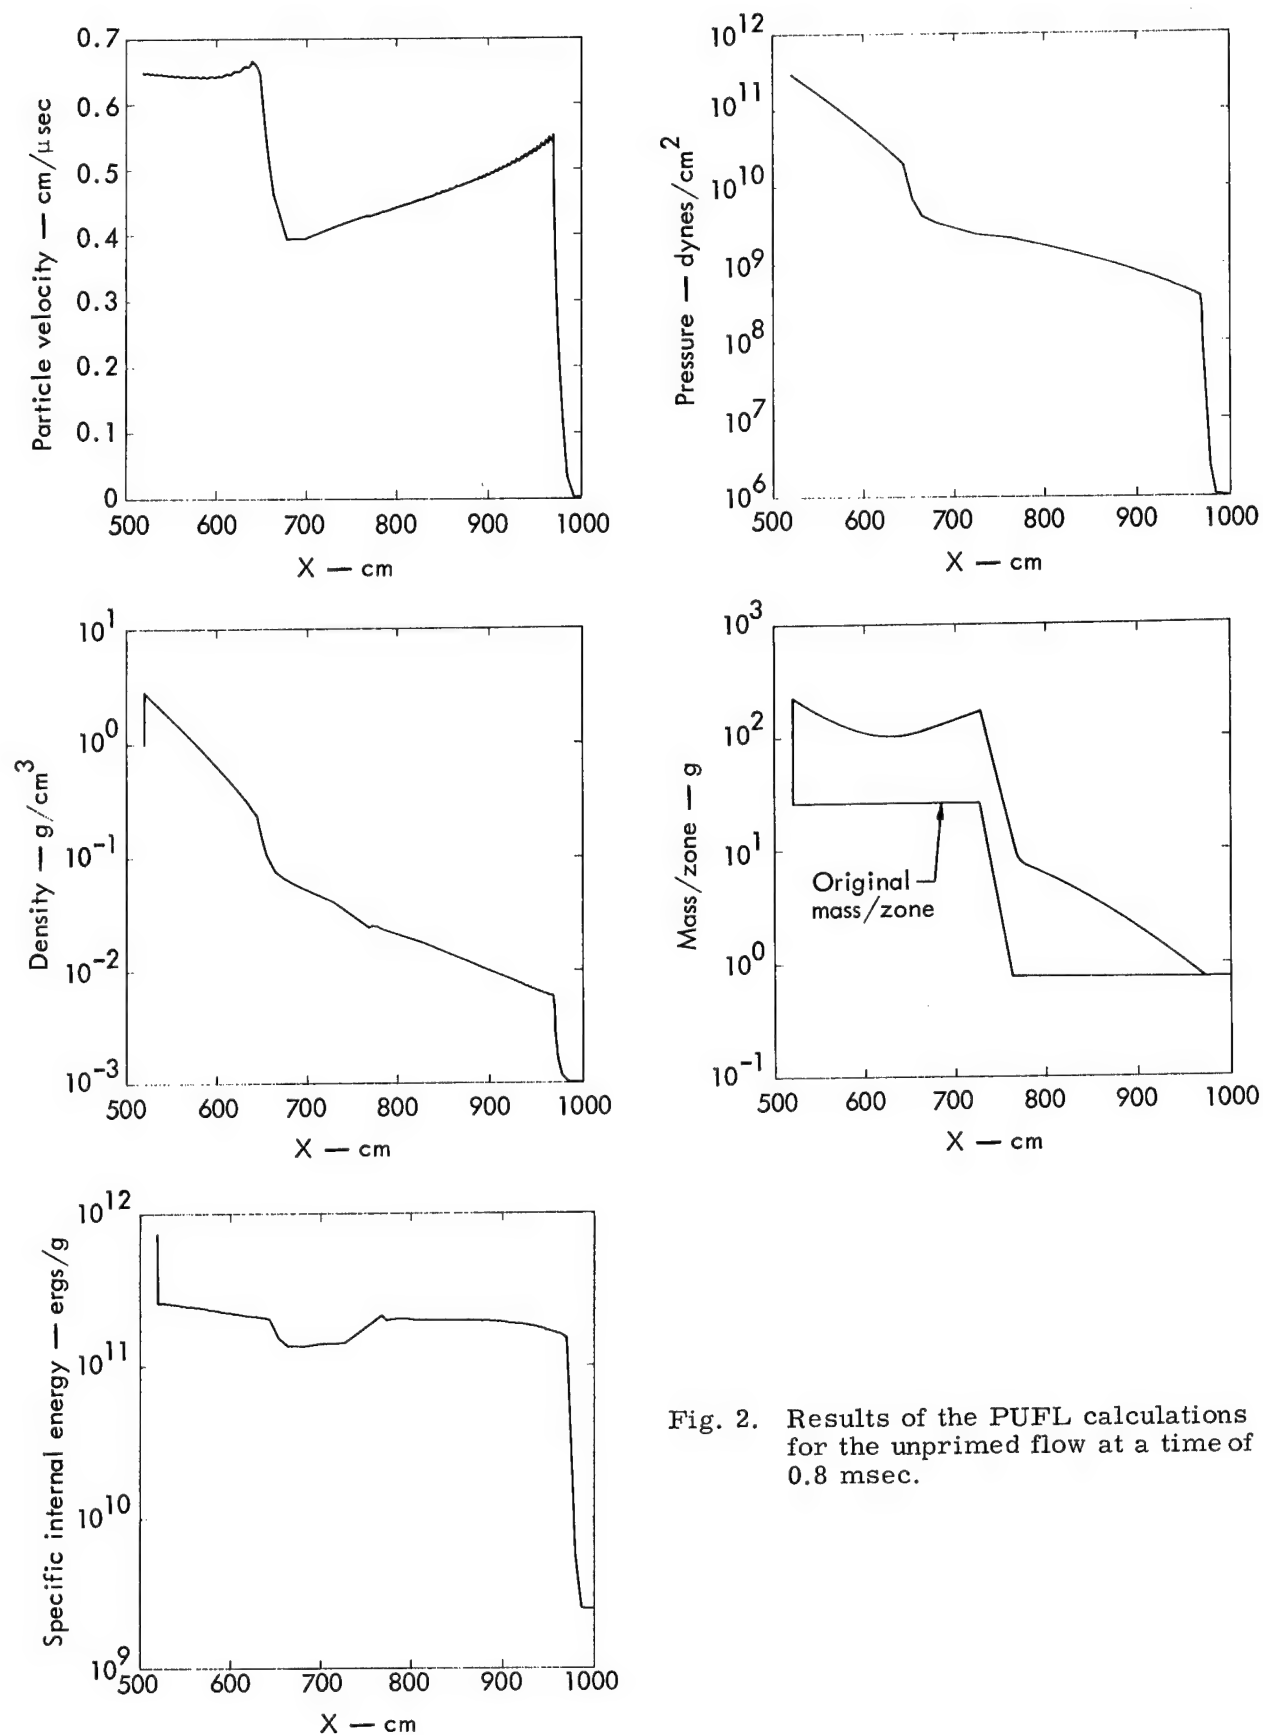 0.7
0.6
0.5
0.4
0.3
0.2
0.1
0
Particle velocity — cm/μsec
500 600 700 800 900 1000
X — cm
10^12
10^11
10^10
10^9
10^8
10^7
10^6
Pressure — dynes/cm^2
500 600 700 800 900 1000
X — cm
10^1
10^0
10^-1
10^-2
10^-3
Density — g/cm^3
500 600 700 800 900 1000
X — cm
10^3
10^2
10^1
10^0
10^-1
Mass/zone — g
Original
mass/zone
500 600 700 800 900 1000
X — cm
10^12
10^11
10^10
10^9
Specific internal energy — ergs/g
500 600 700 800 900 1000
X — cm
Fig. 2. Results of the PUFL calculations
for the unprimed flow at a time of
0.8 msec.